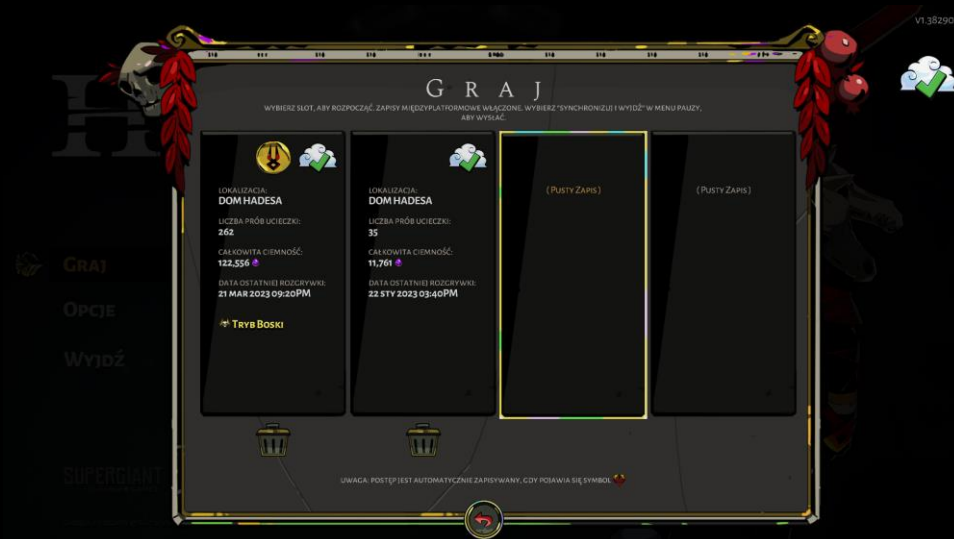 V1.38290
GRAJ
WYBIERZ SLOT, ABY ROZPOCZĄĆ. ZAPISY MIĘDZYPLATFORMOWE WŁĄCZONE. WYBIERZ "SYNCHRONIZUJ I WYJDŹ" W MENU PAUZY,
ABY WYSŁAĆ.
LOKALIZACJA:
DOM HADESA
LICZBA PRÓB UCIECZKI:
262
CAŁKOWITA CIEMNOŚĆ:
122,556
DATA OSTATNIEJ ROZGRYWKI:
21 MAR 2023 09:20PM
TRYB BOSKI
LOKALIZACJA:
DOM HADESA
LICZBA PRÓB UCIECZKI:
35
CAŁKOWITA CIEMNOŚĆ:
11,761
DATA OSTATNIEJ ROZGRYWKI:
22 STY 2023 03:40PM
(PUSTY ZAPIS)
(PUSTY ZAPIS)
GRAJ
OPCJE
WYJDŹ
SUPERGIANT
UWAGA: POSTĘP JEST AUTOMATYCZNIE ZAPISYWANY, GDY POJAWIA SIĘ SYMBOL